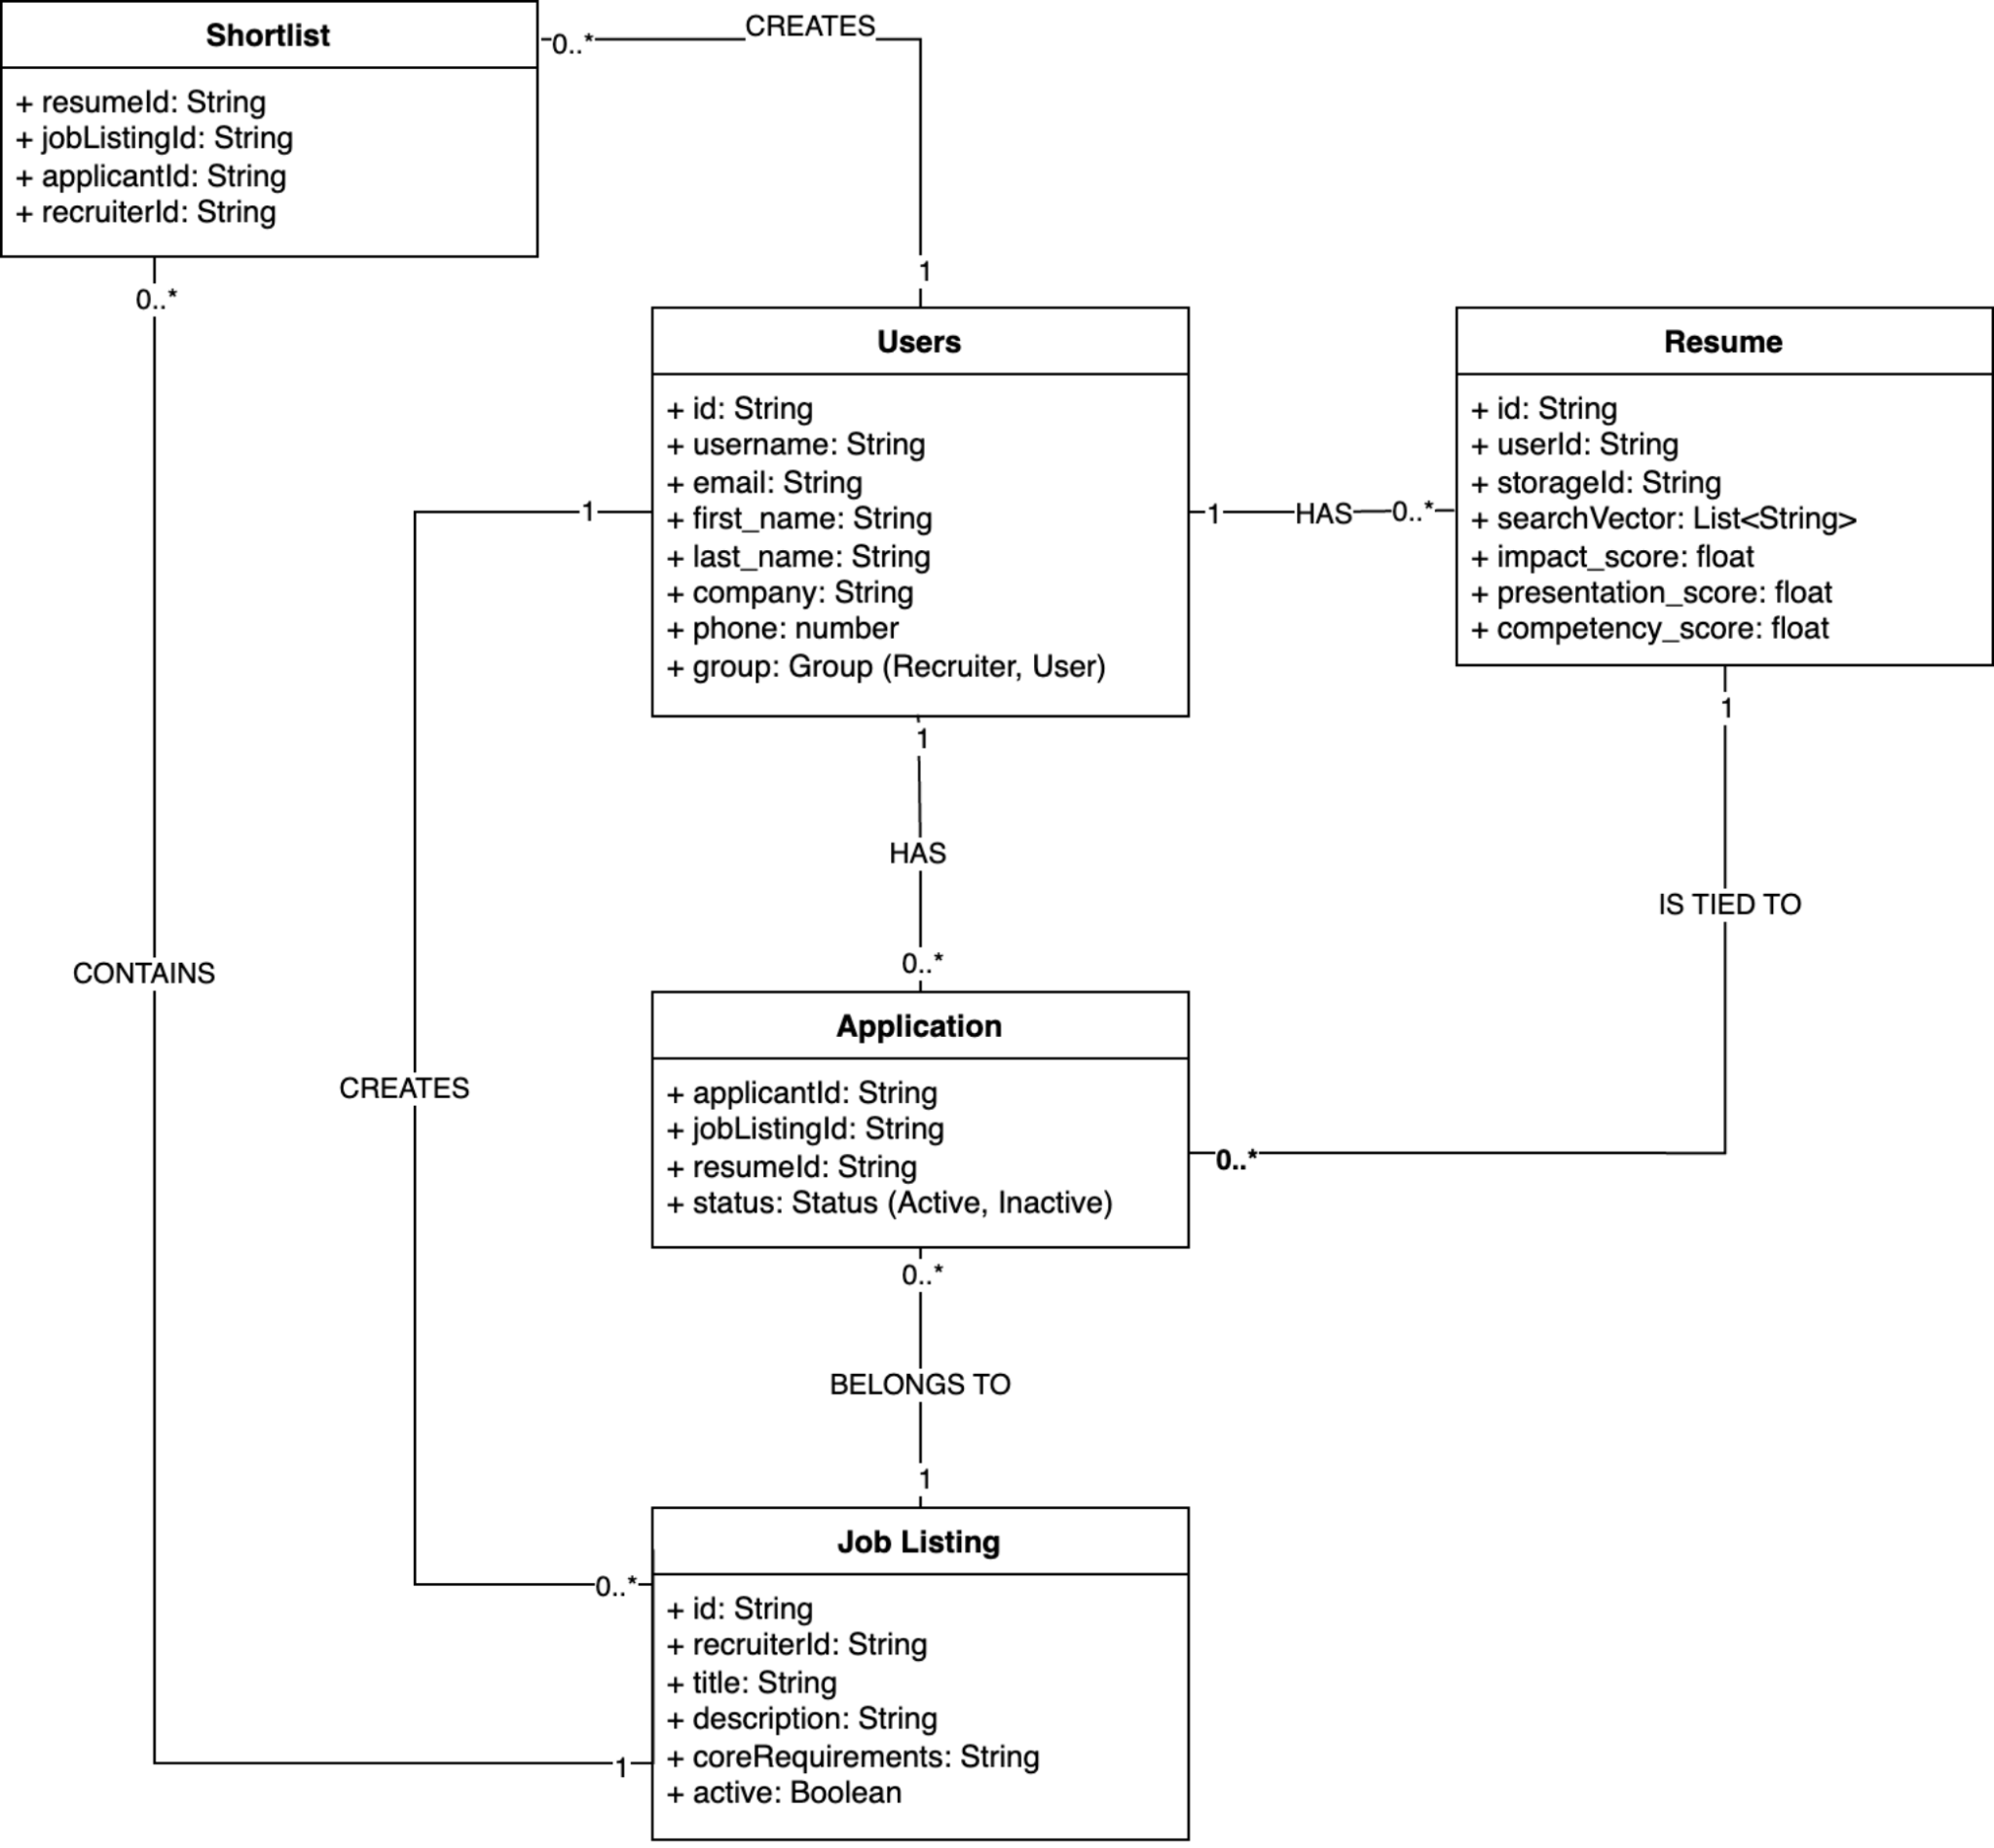 Shortlist
+ resumeId: String
+ jobListingId: String
+ applicantId: String
+ recruiterId: String
0..*
CREATES
1
0..*
Users
+ id: String
+ username: String
+ email: String
+ first_name: String
+ last_name: String
+ company: String
+ phone: number
+ group: Group (Recruiter, User)
1
HAS
0..*
Resume
+ id: String
+ userId: String
+ storageId: String
+ searchVector: List<String>
+ impact_score: float
+ presentation_score: float
+ competency_score: float
1
1
1
HAS
0..*
IS TIED TO
CONTAINS
CREATES
Application
+ applicantId: String
+ jobListingId: String
+ resumeId: String
+ status: Status (Active, Inactive)
0..*
0..*
BELONGS TO
1
Job Listing
+ id: String
+ recruiterId: String
+ title: String
+ description: String
+ coreRequirements: String
+ active: Boolean
0..*
1